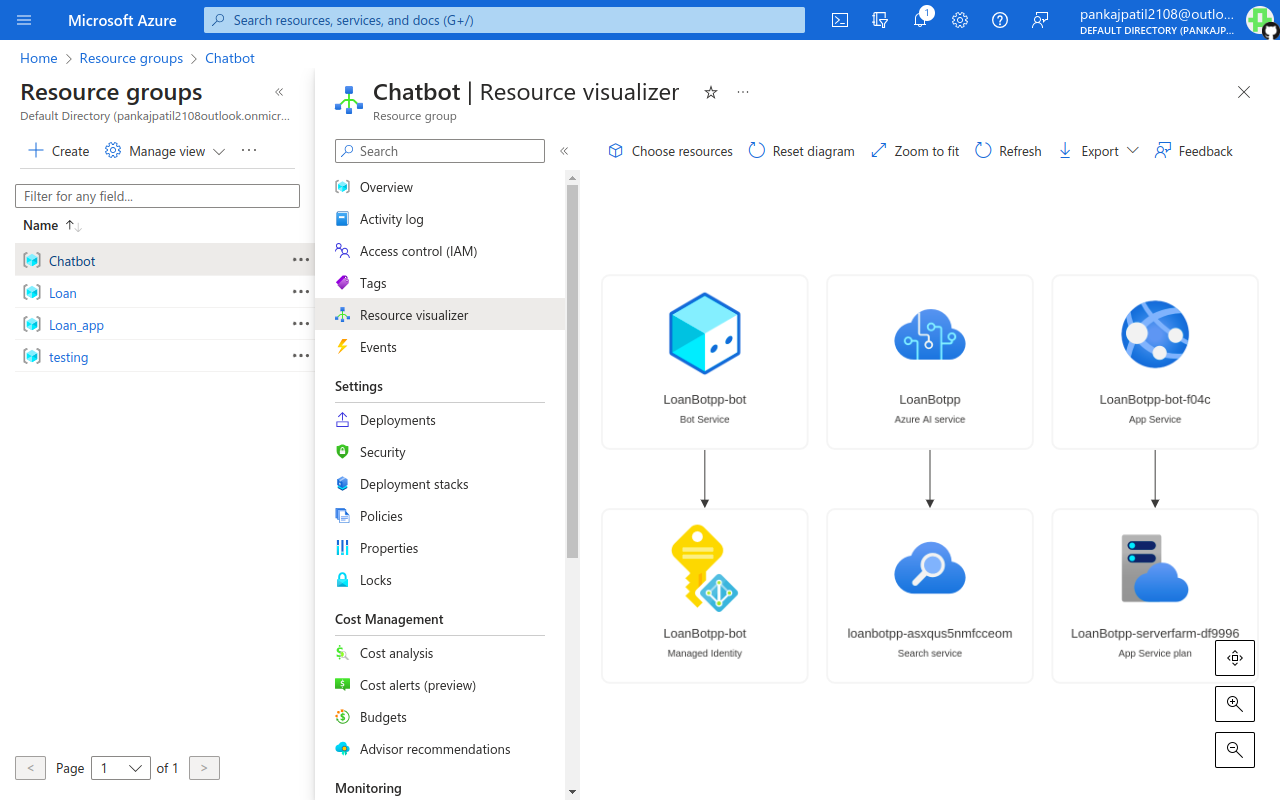 Microsoft Azure
Search resources, services, and docs (G+/)
1
pankajpatil2108@outlo...
DEFAULT DIRECTORY (PANKAJP...
Home > Resource groups > Chatbot
Resource groups
Default Directory (pankajpatil2108outlook.onmicr...
Create
Manage view
Filter for any field...
Name
Chatbot
Loan
Loan_app
testing
< Page 1 of 1 >
Chatbot | Resource visualizer
Resource group
Search
Overview
Activity log
Access control (IAM)
Tags
Resource visualizer
Events
Settings
Deployments
Security
Deployment stacks
Policies
Properties
Locks
Cost Management
Cost analysis
Cost alerts (preview)
Budgets
Advisor recommendations
Monitoring
Choose resources
Reset diagram
Zoom to fit
Refresh
Export
Feedback
LoanBotpp-bot
Bot Service
LoanBotpp
Azure AI service
LoanBotpp-bot-f04c
App Service
LoanBotpp-bot
Managed Identity
loanbotpp-asxqus5nmfcceom
Search service
LoanBotpp-serverfarm-df9996
App Service plan